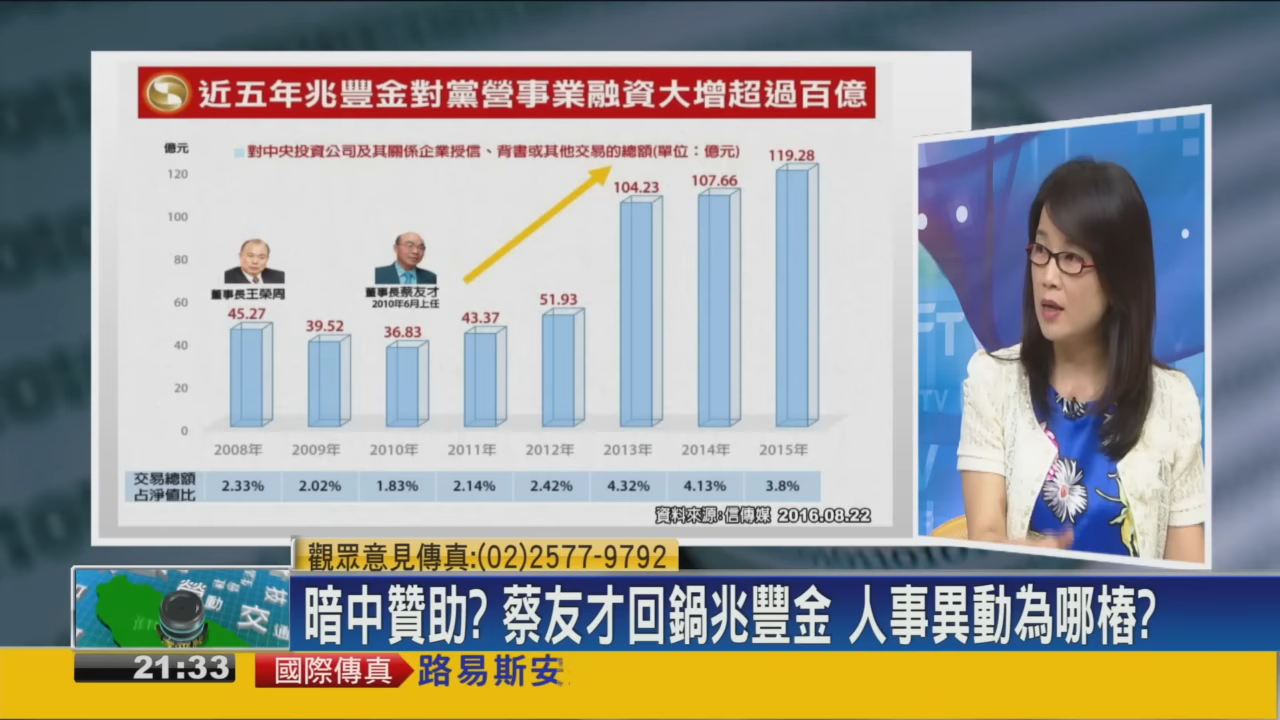 近五年兆豐金對黨營事業融資大增超過百億
億元
對中央投資公司及其關係企業授信、背書或其他交易的總額(單位：億元)
120
100
80
60
40
20
0
董事長王榮周
董事長蔡友才
2010年6月上任
45.27
39.52
36.83
43.37
51.93
104.23
107.66
119.28
2008年 2009年 2010年 2011年 2012年 2013年 2014年 2015年
交易總額
占淨值比
2.33% 2.02% 1.83% 2.14% 2.42% 4.32% 4.13% 3.8%
資料來源:信傳媒 2016.08.22
觀眾意見傳真:(02)2577-9792
暗中贊助? 蔡友才回鍋兆豐金 人事異動為哪樁?
21:33
國際傳真
路易斯安